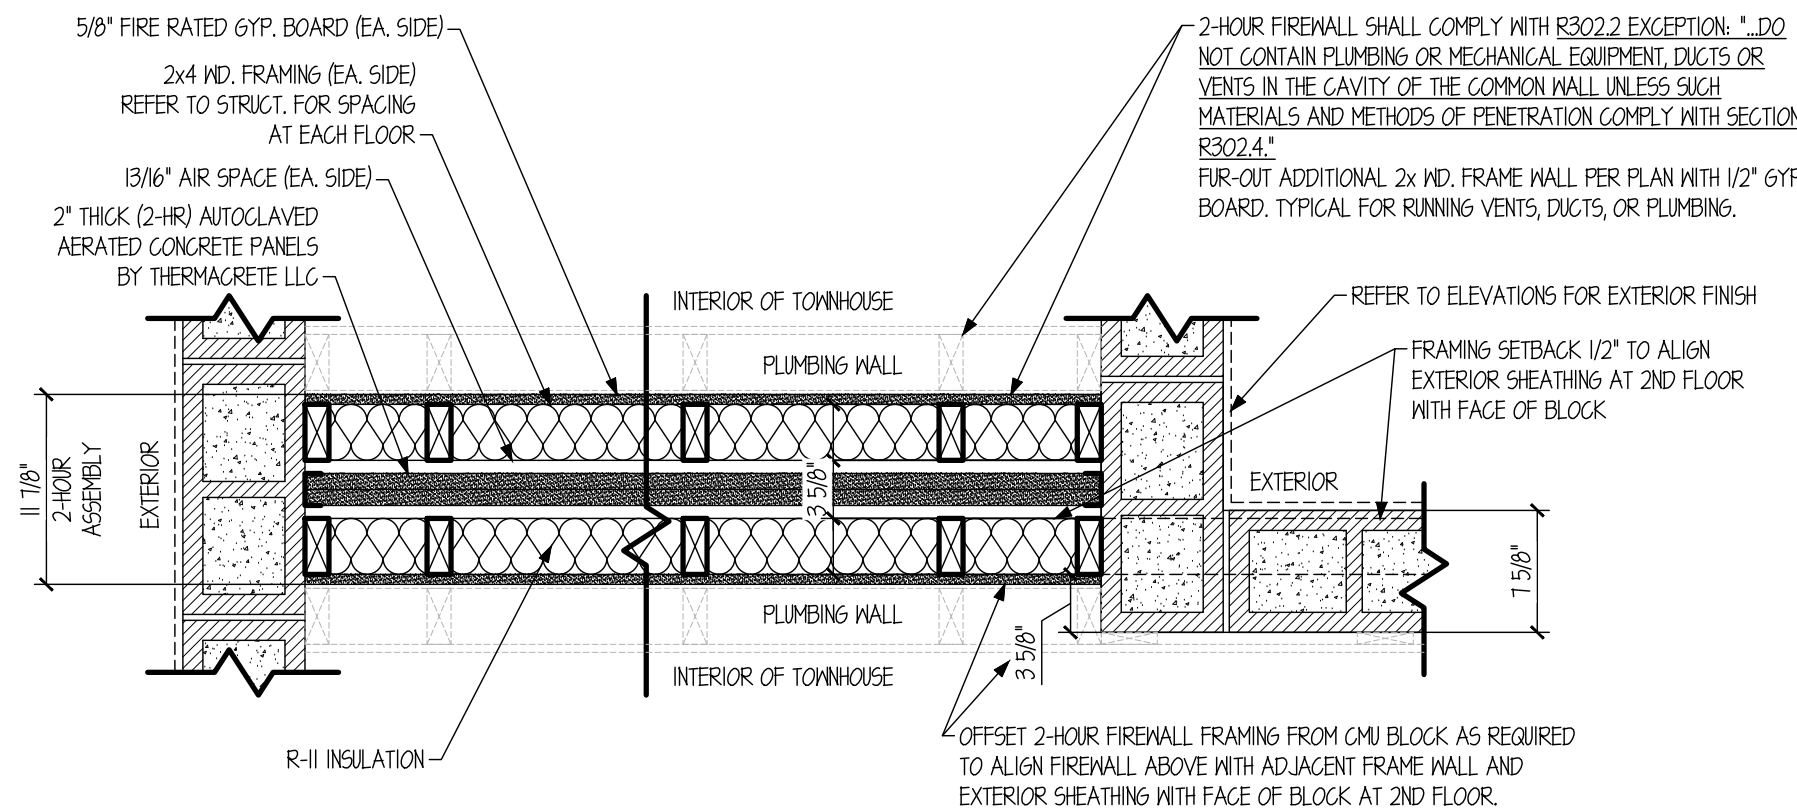 5/8" FIRE RATED GYP. BOARD (EA. SIDE)
2x4 WD. FRAMING (EA. SIDE)
REFER TO STRUCT. FOR SPACING
AT EACH FLOOR
13/16" AIR SPACE (EA. SIDE)
2" THICK (2-HR) AUTOCLAVED
AERATED CONCRETE PANELS
BY THERMACRETE LLC
2-HOUR FIREWALL SHALL COMPLY WITH R302.2 EXCEPTION: "...DO
NOT CONTAIN PLUMBING OR MECHANICAL EQUIPMENT, DUCTS OR
VENTS IN THE CAVITY OF THE COMMON WALL UNLESS SUCH
MATERIALS AND METHODS OF PENETRATION COMPLY WITH SECTION
R302.4."
FUR-OUT ADDITIONAL 2x WD. FRAME WALL PER PLAN WITH 1/2" GYP
BOARD. TYPICAL FOR RUNNING VENTS, DUCTS, OR PLUMBING.
INTERIOR OF TOWNHOUSE
PLUMBING WALL
REFER TO ELEVATIONS FOR EXTERIOR FINISH
FRAMING SETBACK 1/2" TO ALIGN
EXTERIOR SHEATHING AT 2ND FLOOR
WITH FACE OF BLOCK
11 7/8"
2-HOUR
ASSEMBLY
EXTERIOR
3 5/8"
EXTERIOR
7 5/8"
PLUMBING WALL
3 5/8"
INTERIOR OF TOWNHOUSE
R-11 INSULATION
OFFSET 2-HOUR FIREWALL FRAMING FROM CMU BLOCK AS REQUIRED
TO ALIGN FIREWALL ABOVE WITH ADJACENT FRAME WALL AND
EXTERIOR SHEATHING WITH FACE OF BLOCK AT 2ND FLOOR.